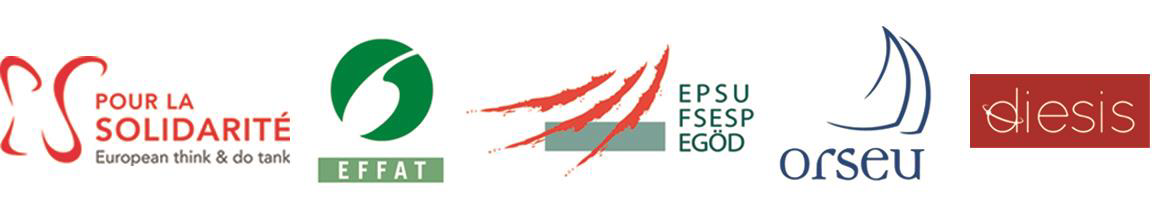 POUR LA
SOLIDARITÉ
European think & do tank
EFFAT
EPSU
FSESP
EGÖD
orseu
diesis